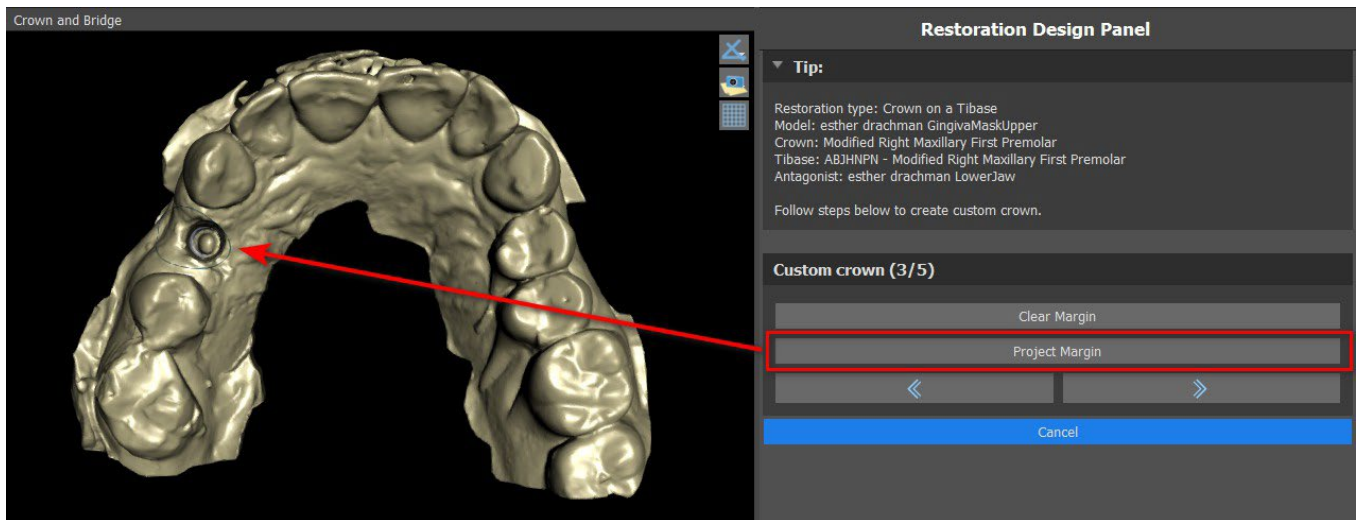 Crown and Bridge
Restoration Design Panel
Tip:
Restoration type: Crown on a Tibase
Model: esther drachman GingivaMaskUpper
Crown: Modified Right Maxillary First Premolar
Tibase: ABJHNPN - Modified Right Maxillary First Premolar
Antagonist: esther drachman LowerJaw
Follow steps below to create custom crown.
Custom crown (3/5)
Clear Margin
Project Margin
Cancel